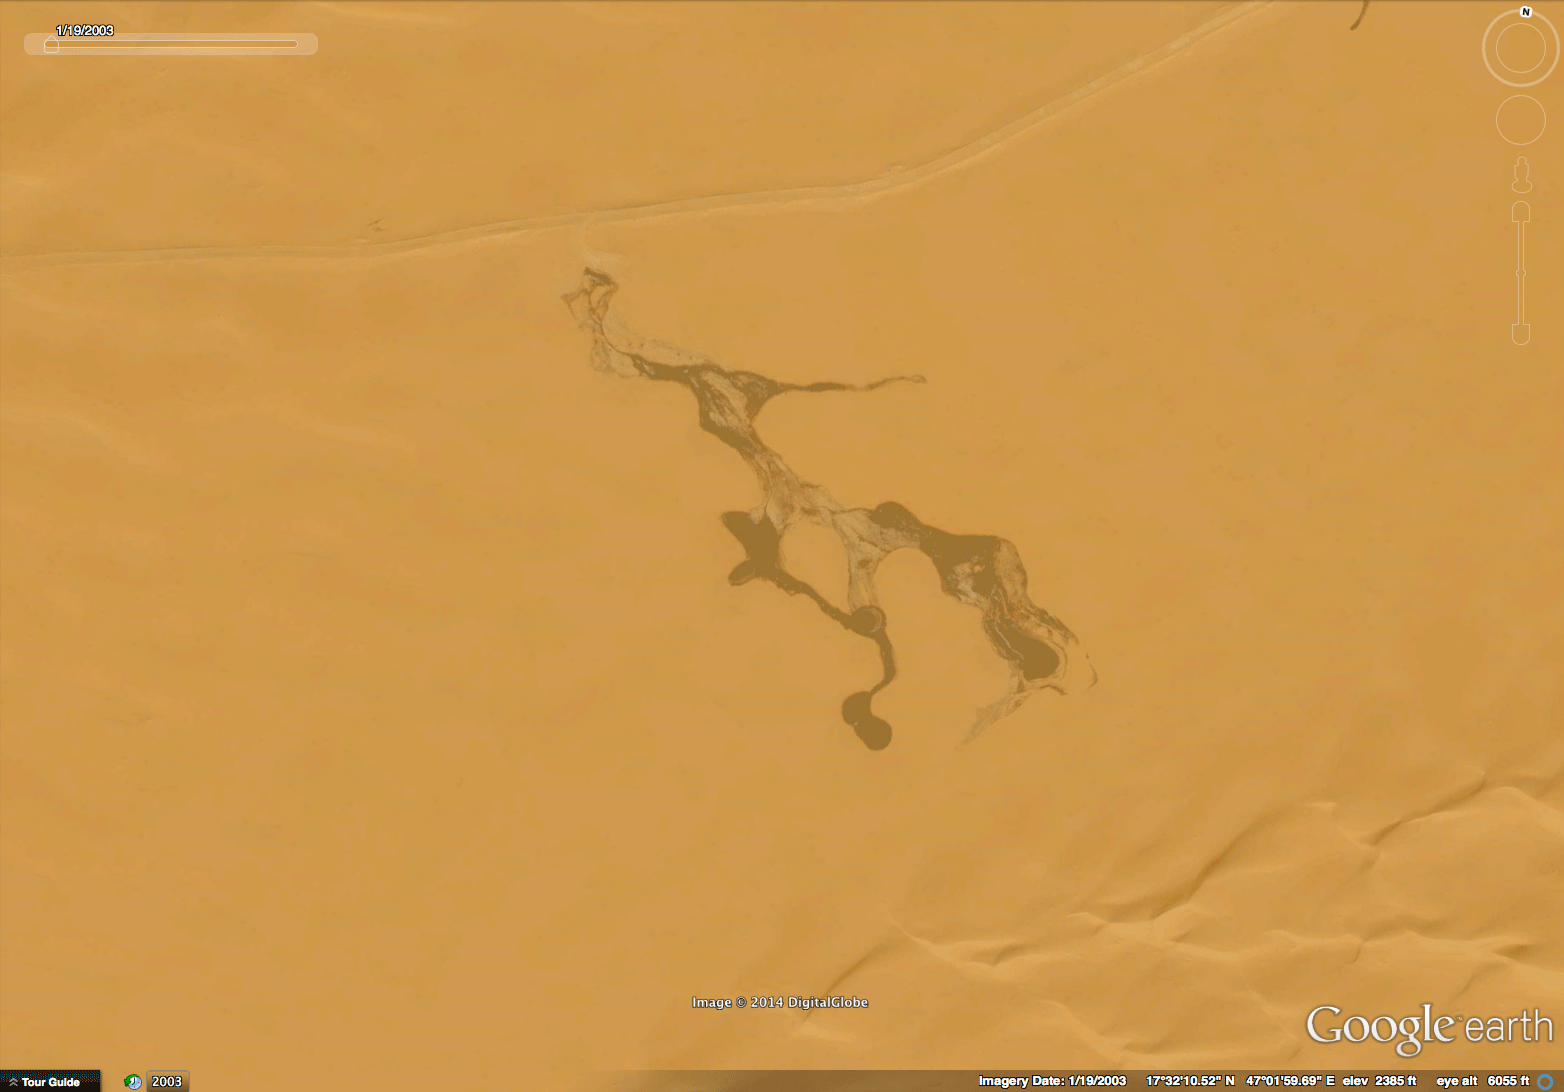 1/19/2003
N
Image © 2014 DigitalGlobe
Google earth
Tour Guide
2003
Imagery Date: 1/19/2003 17°32'10.52" N 47°01'59.69" E elev 2385 ft eye alt 6055 ft